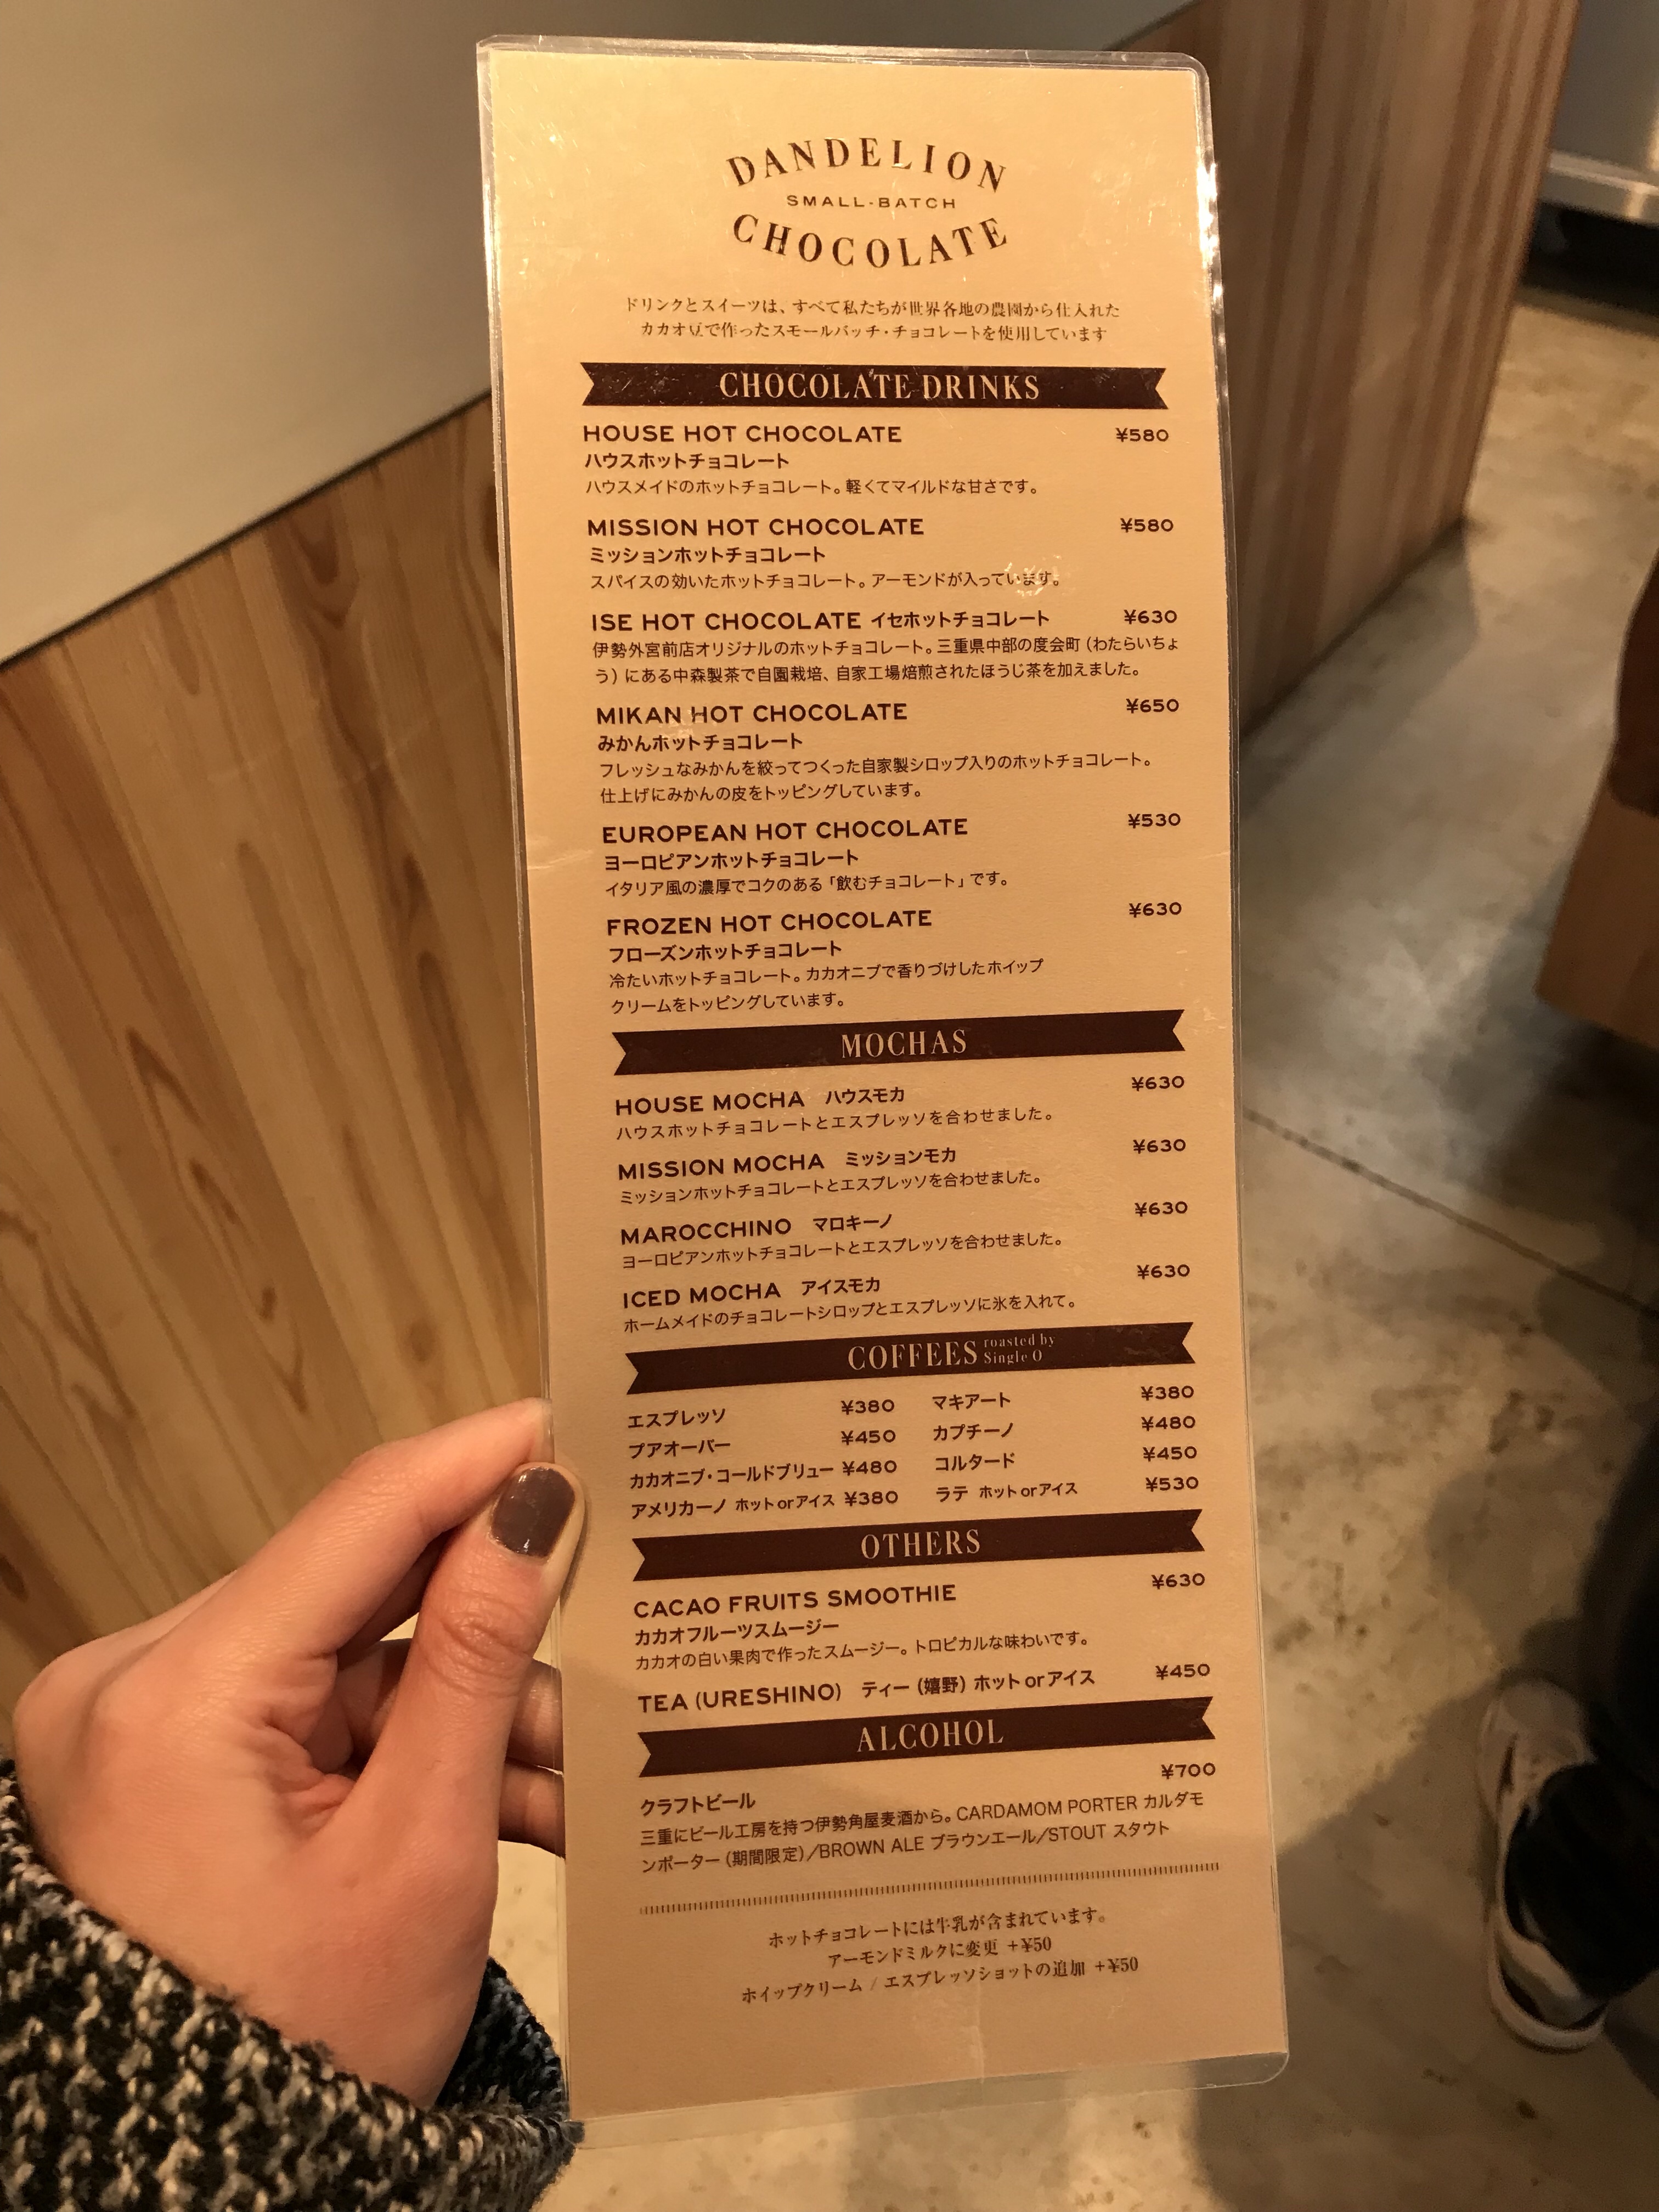 DANDELION
SMALL-BATCH
CHOCOLATE
ドリンクとスイーツは、すべて私たちが世界各地の農園から仕入れた
カカオ豆で作ったスモールバッチ・チョコレートを使用しています
CHOCOLATE DRINKS
HOUSE HOT CHOCOLATE ¥580
ハウスホットチョコレート
ハウスメイドのホットチョコレート。軽くてマイルドな甘さです。
MISSION HOT CHOCOLATE ¥580
ミッションホットチョコレート
スパイスの効いたホットチョコレート。アーモンドが入っています。
ISE HOT CHOCOLATE イセホットチョコレート ¥630
伊勢外宮前店オリジナルのホットチョコレート。三重県中部の度会町（わたらいちょ
う）にある中森製茶で自園栽培、自家工場焙煎されたほうじ茶を加えました。
MIKAN HOT CHOCOLATE ¥650
みかんホットチョコレート
フレッシュなみかんを絞ってつくった自家製シロップ入りのホットチョコレート。
仕上げにみかんの皮をトッピングしています。
EUROPEAN HOT CHOCOLATE ¥530
ヨーロピアンホットチョコレート
イタリア風の濃厚でコクのある「飲むチョコレート」です。
FROZEN HOT CHOCOLATE ¥630
フローズンホットチョコレート
冷たいホットチョコレート。カカオニブで香りづけしたホイップ
クリームをトッピングしています。
MOCHAS
HOUSE MOCHA ハウスモカ ¥630
ハウスホットチョコレートとエスプレッソを合わせました。
MISSION MOCHA ミッションモカ ¥630
ミッションホットチョコレートとエスプレッソを合わせました。
MAROCCHINO マロキーノ ¥630
ヨーロピアンホットチョコレートとエスプレッソを合わせました。
ICED MOCHA アイスモカ ¥630
ホームメイドのチョコレートシロップとエスプレッソに氷を入れて。
COFFEES roasted by Single O
エスプレッソ ¥380 マキアート ¥380
プアオーバー ¥450 カプチーノ ¥480
カカオニブ・コールドブリュー ¥480 コルタード ¥450
アメリカーノ ホット or アイス ¥380 ラテ ホット or アイス ¥530
OTHERS
CACAO FRUITS SMOOTHIE ¥630
カカオフルーツスムージー
カカオの白い果肉で作ったスムージー。トロピカルな味わいです。
TEA (URESHINO) ティー（嬉野）ホット or アイス ¥450
ALCOHOL
クラフトビール ¥700
三重にビール工房を持つ伊勢角屋麦酒から。CARDAMOM PORTER カルダモ
ンポーター（期間限定）/BROWN ALE ブラウンエール/STOUT スタウト
ホットチョコレートには牛乳が含まれています。
アーモンドミルクに変更 +¥50
ホイップクリーム / エスプレッソショットの追加 +¥50